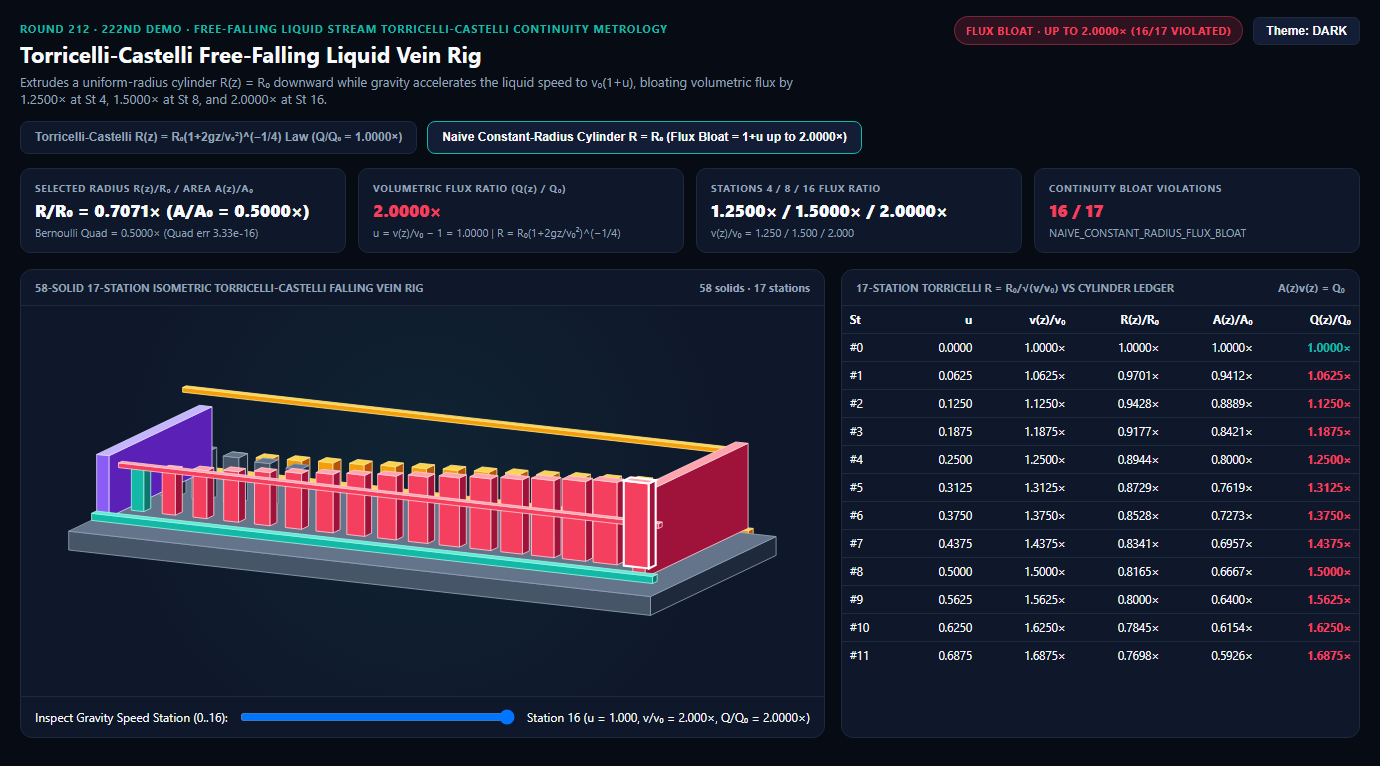 ROUND 212 · 222ND DEMO · FREE-FALLING LIQUID STREAM TORRICELLI-CASTELLI CONTINUITY METROLOGY
Torricelli-Castelli Free-Falling Liquid Vein Rig
Extrudes a uniform-radius cylinder R(z) = R₀ downward while gravity accelerates the liquid speed to v₀(1+u), bloating volumetric flux by
1.2500× at St 4, 1.5000× at St 8, and 2.0000× at St 16.
FLUX BLOAT · UP TO 2.0000× (16/17 VIOLATED)
Theme: DARK
Torricelli-Castelli R(z) = R₀(1+2gz/v₀²)^(−1/4) Law (Q/Q₀ = 1.0000×)
Naive Constant-Radius Cylinder R = R₀ (Flux Bloat = 1+u up to 2.0000×)
SELECTED RADIUS R(z)/R₀ / AREA A(z)/A₀
R/R₀ = 0.7071× (A/A₀ = 0.5000×)
Bernoulli Quad = 0.5000× (Quad err 3.33e-16)
VOLUMETRIC FLUX RATIO (Q(z) / Q₀)
2.0000×
u = v(z)/v₀ − 1 = 1.0000 | R = R₀(1+2gz/v₀²)^(−1/4)
STATIONS 4 / 8 / 16 FLUX RATIO
1.2500× / 1.5000× / 2.0000×
v(z)/v₀ = 1.250 / 1.500 / 2.000
CONTINUITY BLOAT VIOLATIONS
16 / 17
NAIVE_CONSTANT_RADIUS_FLUX_BLOAT
58-SOLID 17-STATION ISOMETRIC TORRICELLI-CASTELLI FALLING VEIN RIG
58 solids · 17 stations
Inspect Gravity Speed Station (0..16):
Station 16 (u = 1.000, v/v₀ = 2.000×, Q/Q₀ = 2.0000×)
17-STATION TORRICELLI R = R₀/√(v/v₀) VS CYLINDER LEDGER
A(z)v(z) = Q₀
St u v(z)/v₀ R(z)/R₀ A(z)/A₀ Q(z)/Q₀
#0 0.0000 1.0000× 1.0000× 1.0000× 1.0000×
#1 0.0625 1.0625× 0.9701× 0.9412× 1.0625×
#2 0.1250 1.1250× 0.9428× 0.8889× 1.1250×
#3 0.1875 1.1875× 0.9177× 0.8421× 1.1875×
#4 0.2500 1.2500× 0.8944× 0.8000× 1.2500×
#5 0.3125 1.3125× 0.8729× 0.7619× 1.3125×
#6 0.3750 1.3750× 0.8528× 0.7273× 1.3750×
#7 0.4375 1.4375× 0.8341× 0.6957× 1.4375×
#8 0.5000 1.5000× 0.8165× 0.6667× 1.5000×
#9 0.5625 1.5625× 0.8000× 0.6400× 1.5625×
#10 0.6250 1.6250× 0.7845× 0.6154× 1.6250×
#11 0.6875 1.6875× 0.7698× 0.5926× 1.6875×